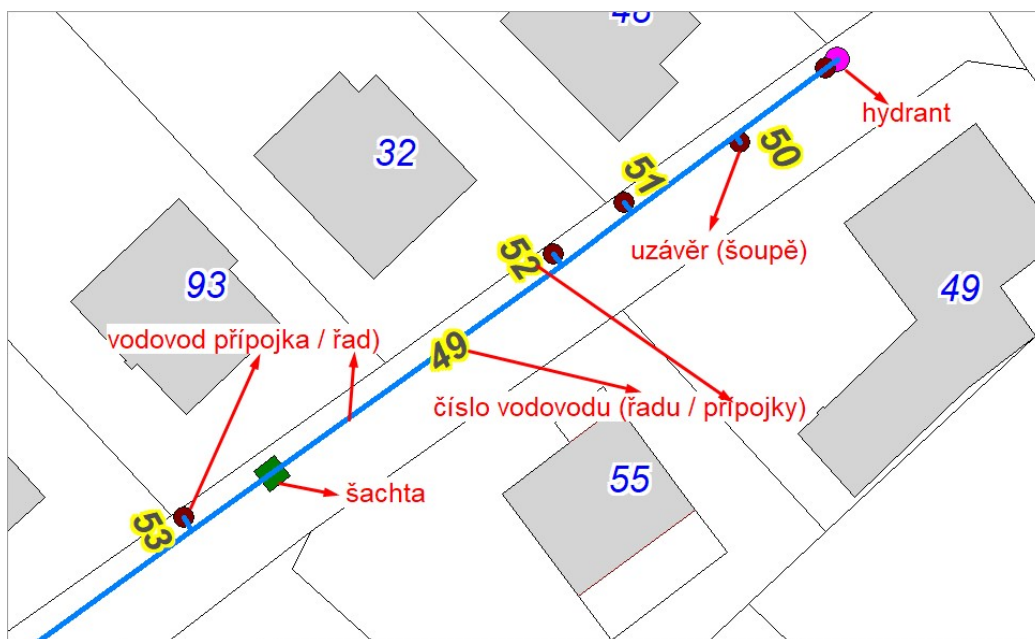 48
hydrant
32
50
51
uzávěr (šoupě)
52
93
49
vodovod přípojka / řad)
49
číslo vodovodu (řadu / přípojky)
55
šachta
53